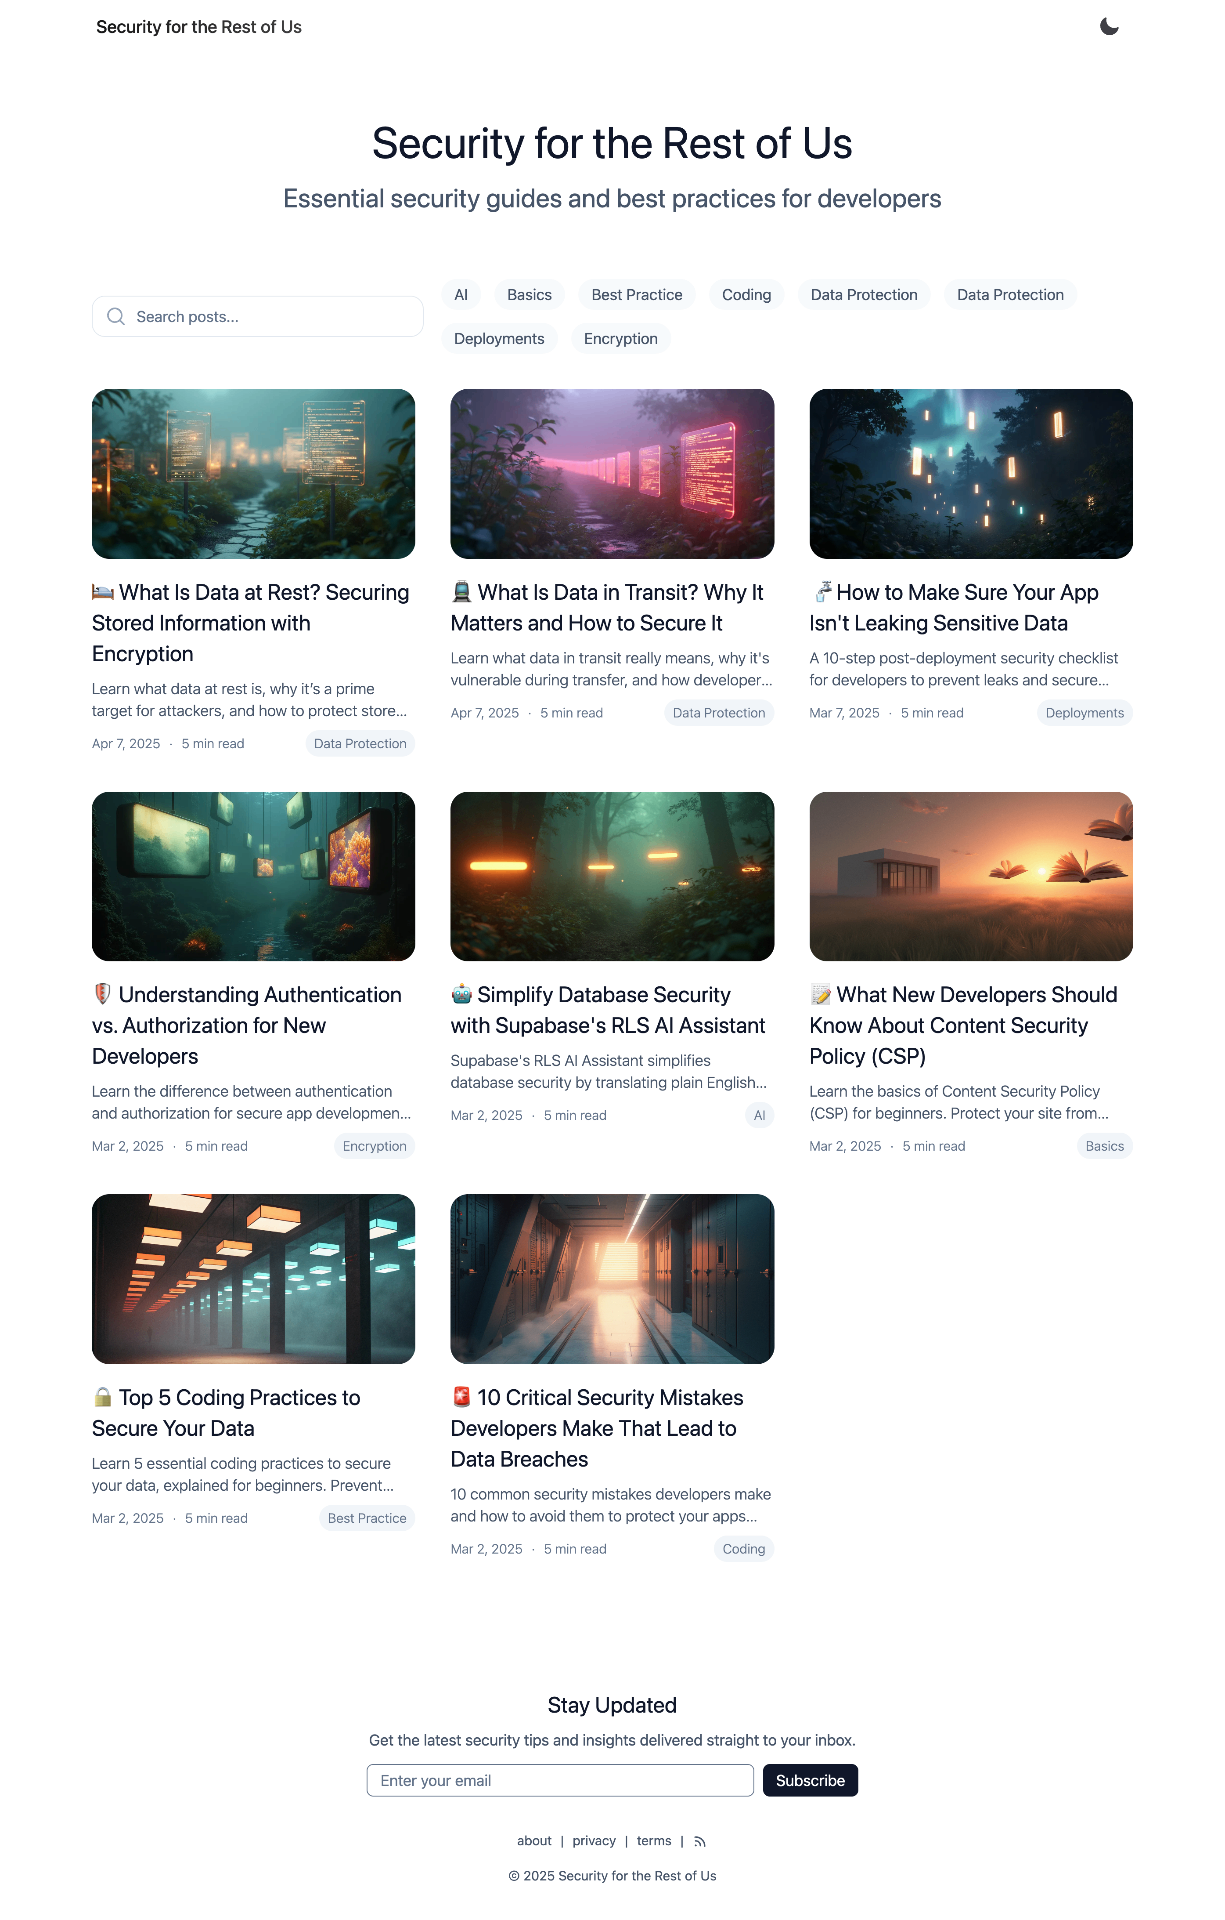 Security for the Rest of Us
Security for the Rest of Us
Essential security guides and best practices for developers
Search posts...
AI Basics Best Practice Coding Data Protection Data Protection
Deployments Encryption
🛌 What Is Data at Rest? Securing
Stored Information with
Encryption
Learn what data at rest is, why it’s a prime
target for attackers, and how to protect store...
Apr 7, 2025 · 5 min read Data Protection
🚊 What Is Data in Transit? Why It
Matters and How to Secure It
Learn what data in transit really means, why it's
vulnerable during transfer, and how developer...
Apr 7, 2025 · 5 min read Data Protection
🚰 How to Make Sure Your App
Isn't Leaking Sensitive Data
A 10-step post-deployment security checklist
for developers to prevent leaks and secure...
Mar 7, 2025 · 5 min read Deployments
🛡️ Understanding Authentication
vs. Authorization for New
Developers
Learn the difference between authentication
and authorization for secure app developmen...
Mar 2, 2025 · 5 min read Encryption
🤖 Simplify Database Security
with Supabase's RLS AI Assistant
Supabase's RLS AI Assistant simplifies
database security by translating plain English...
Mar 2, 2025 · 5 min read AI
📝 What New Developers Should
Know About Content Security
Policy (CSP)
Learn the basics of Content Security Policy
(CSP) for beginners. Protect your site from...
Mar 2, 2025 · 5 min read Basics
🔒 Top 5 Coding Practices to
Secure Your Data
Learn 5 essential coding practices to secure
your data, explained for beginners. Prevent...
Mar 2, 2025 · 5 min read Best Practice
🚨 10 Critical Security Mistakes
Developers Make That Lead to
Data Breaches
10 common security mistakes developers make
and how to avoid them to protect your apps...
Mar 2, 2025 · 5 min read Coding
Stay Updated
Get the latest security tips and insights delivered straight to your inbox.
Enter your email Subscribe
about | privacy | terms |
© 2025 Security for the Rest of Us